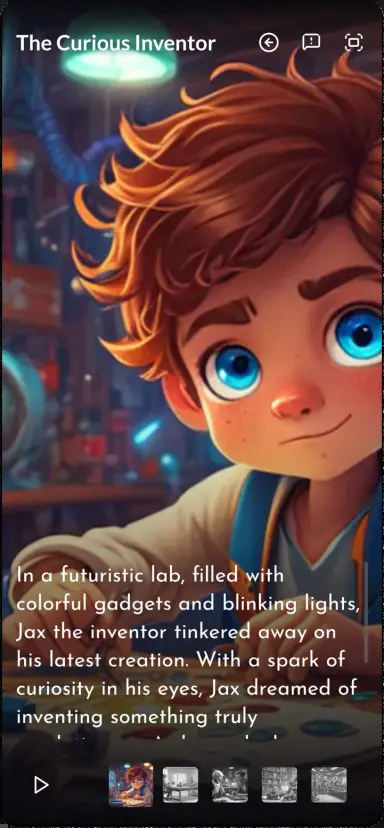 The Curious Inventor
In a futuristic lab, filled with
colorful gadgets and blinking lights,
Jax the inventor tinkered away on
his latest creation. With a spark of
curiosity in his eyes, Jax dreamed of
inventing something truly